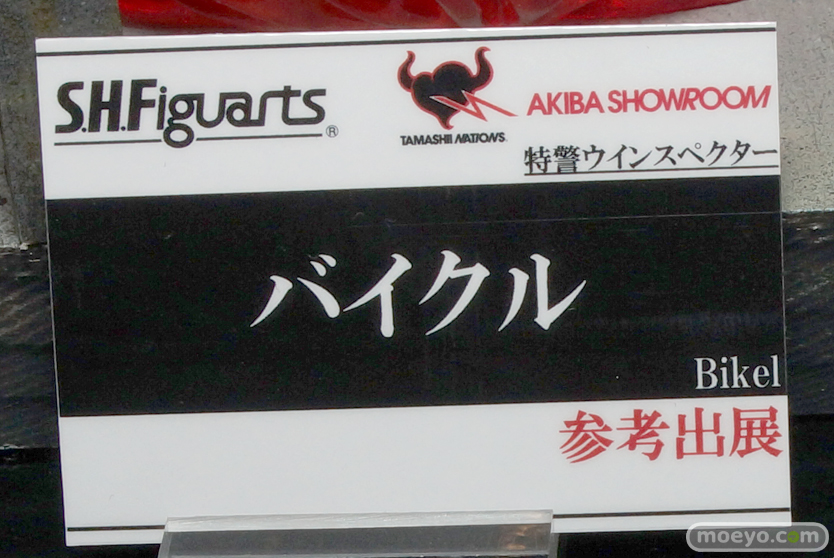 S.H.Figuarts®
TAMASHII NATIONS
AKIBA SHOWROOM
特警ウインスペクター
バイクル
Bikel
参考出展
moeyo.com